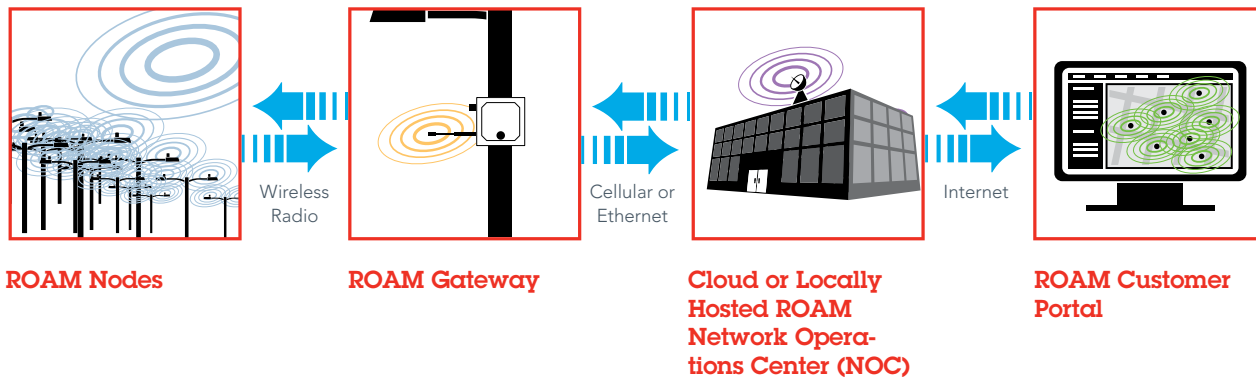 Wireless
Radio
Cellular or
Ethernet
Internet
ROAM Nodes
ROAM Gateway
Cloud or Locally
Hosted ROAM
Network Opera-
tions Center (NOC)
ROAM Customer
Portal